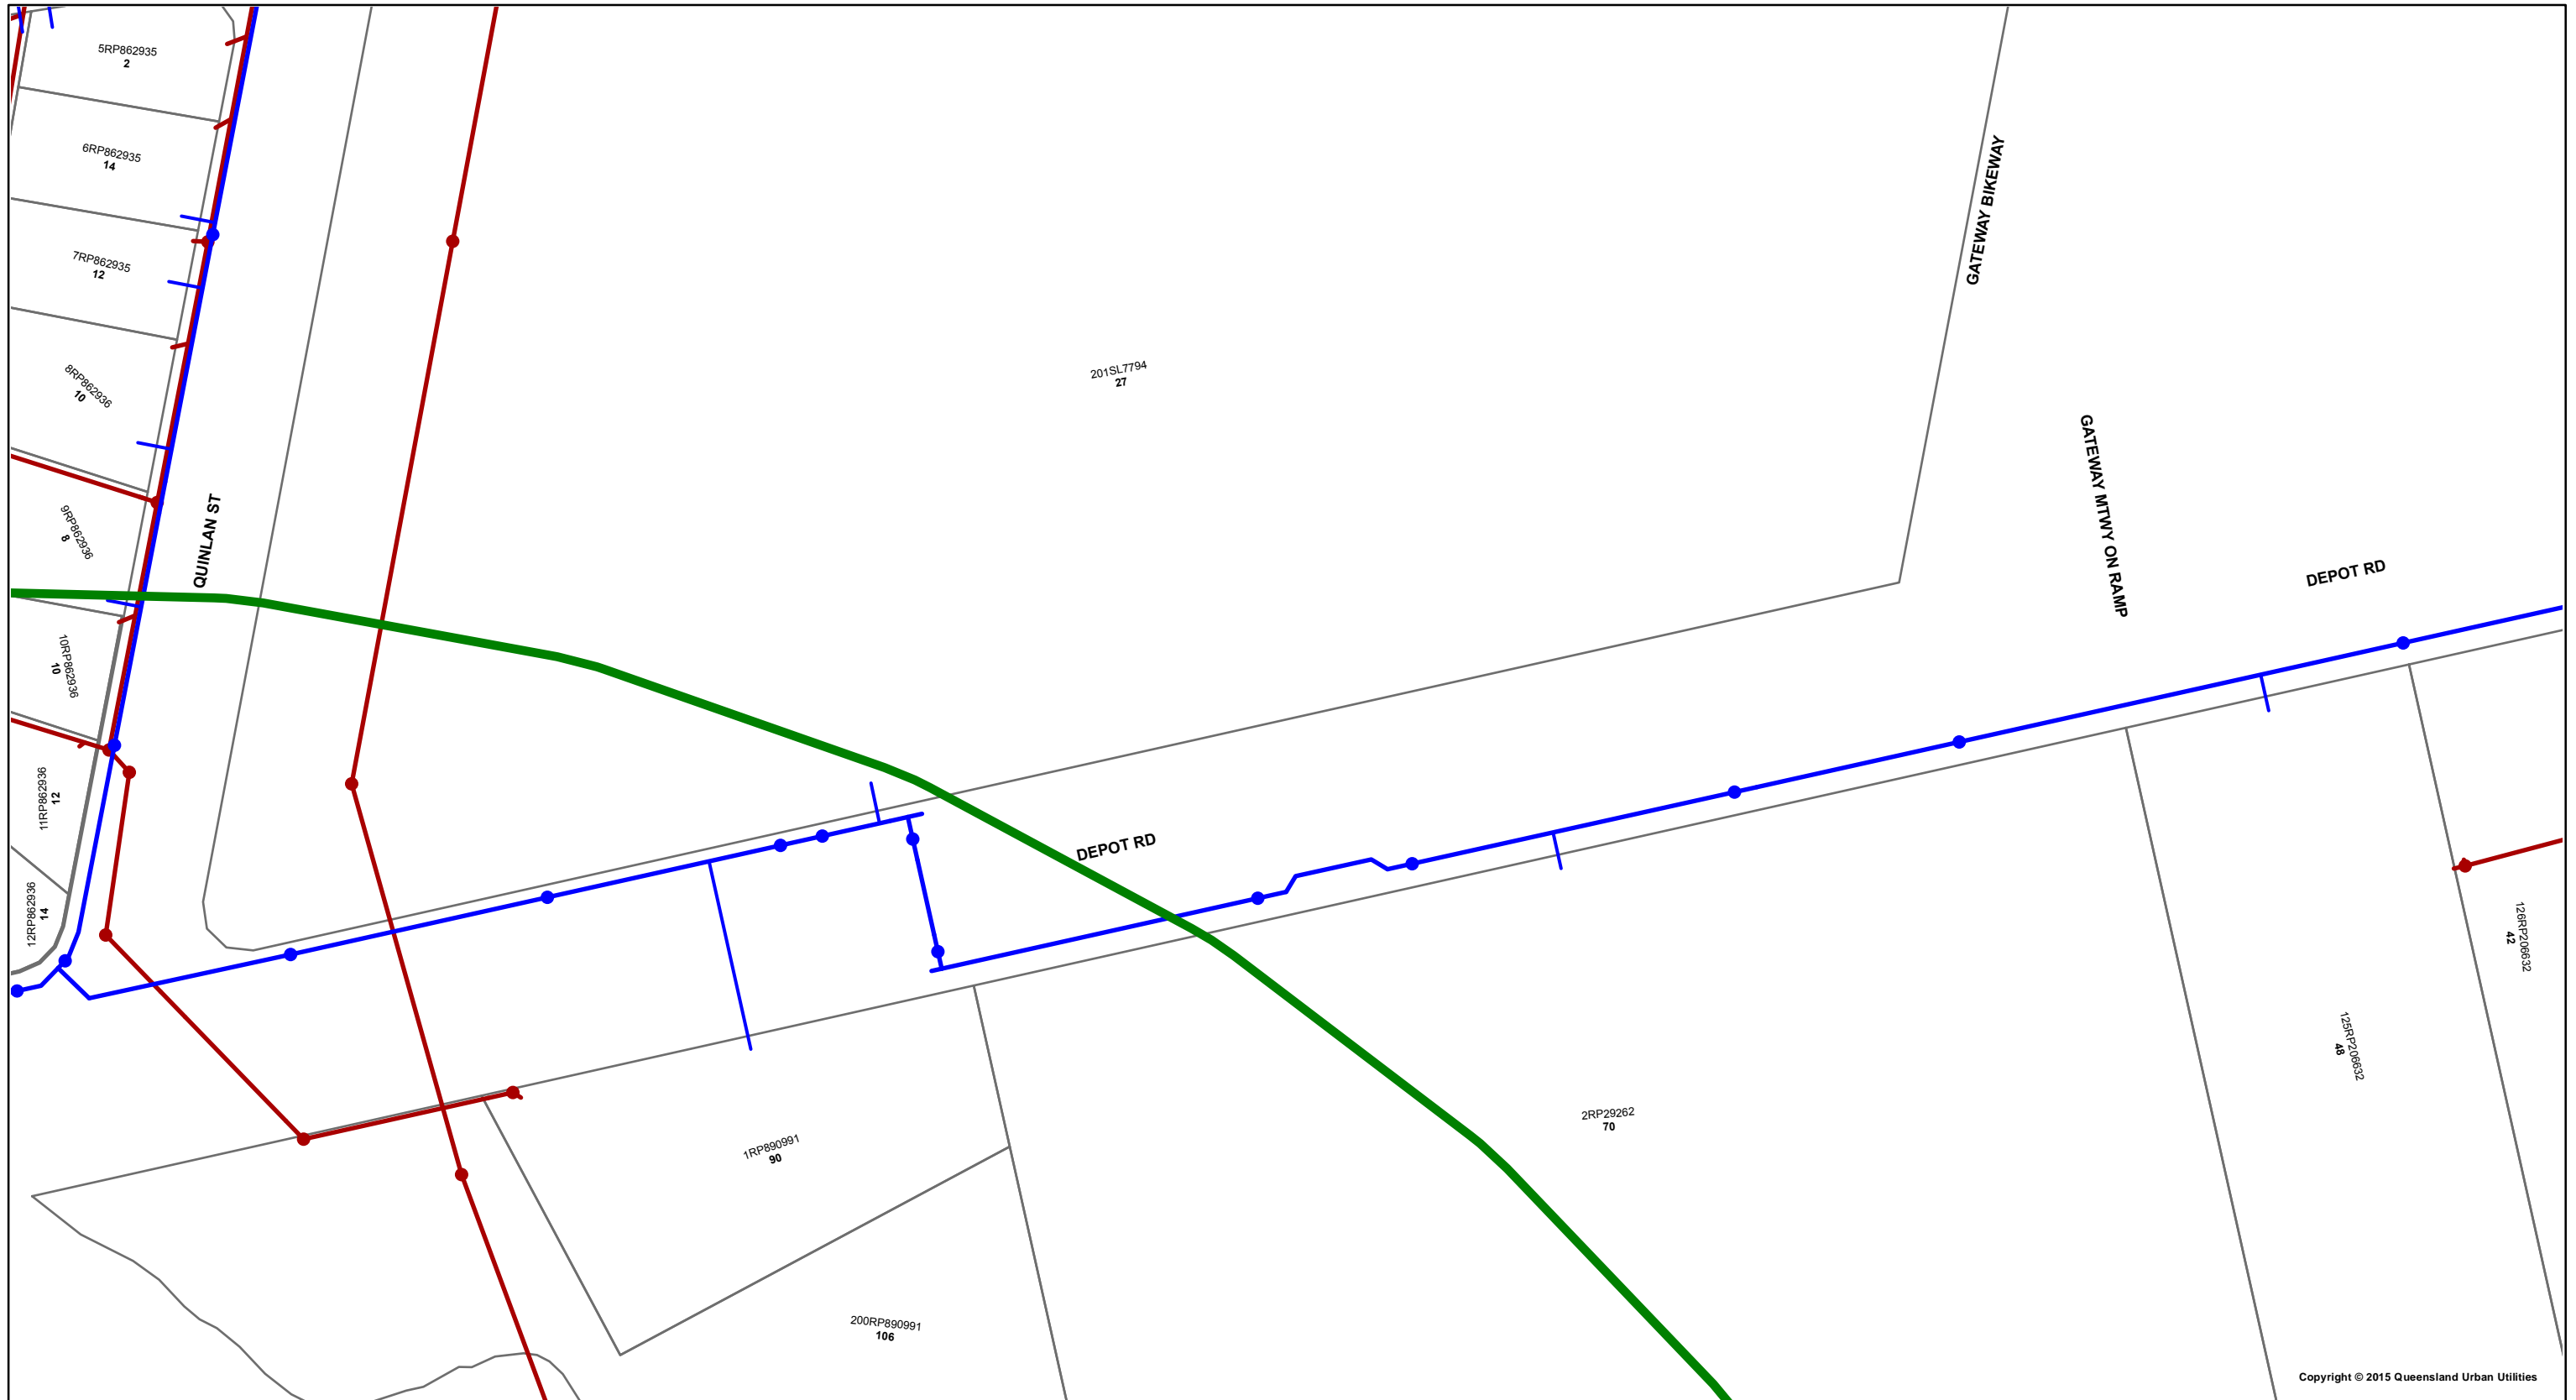 5RP862935
2
6RP862935
14
7RP862935
12
8RP862936
10
9RP862936
8
10RP862936
10
11RP862936
12
12RP862936
14
QUINLAN ST
201SL7794
27
GATEWAY BIKEWAY
GATEWAY MTWY ON RAMP
DEPOT RD
DEPOT RD
126RP206632
42
125RP206632
48
2RP29262
70
1RP890991
90
200RP890991
106
Copyright © 2015 Queensland Urban Utilities